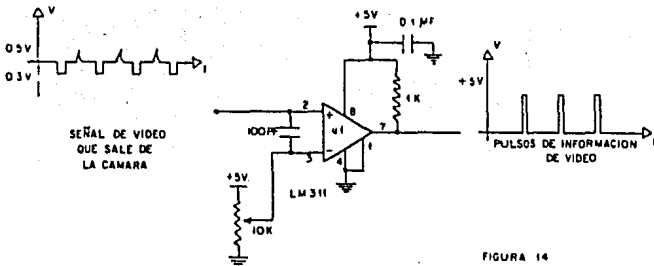 V
0.5V
0.3V
t
SEÑAL DE VIDEO
QUE SALE DE
LA CAMARA
+5V
0.1 µF
1K
2
8
+
u1
7
100PF
-
3
4
1
LM311
+5V.
10K
V
+5V
PULSOS DE INFORMACION
DE VIDEO
FIGURA 14